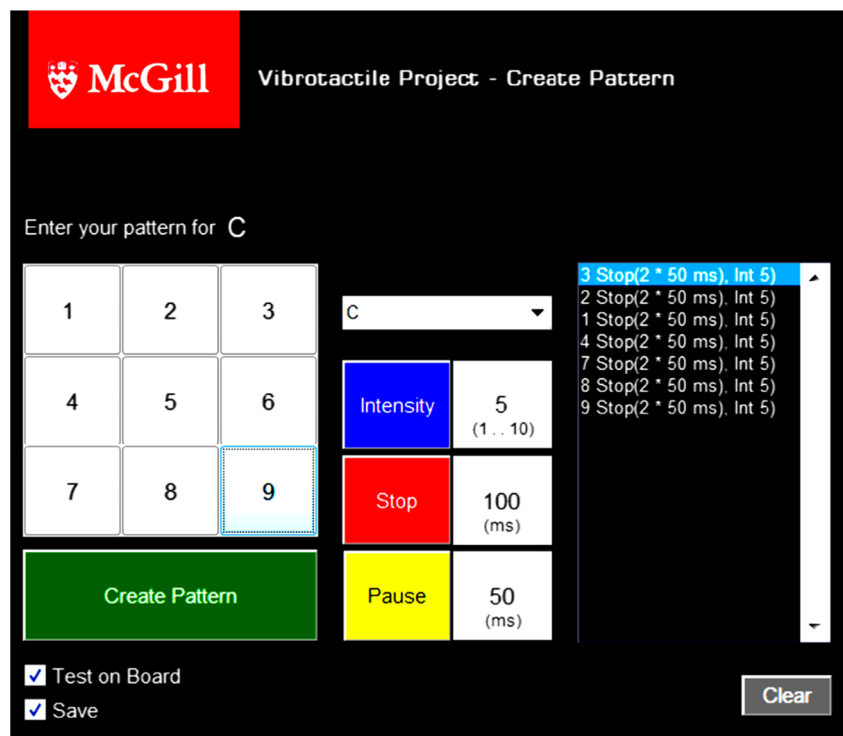 McGill
Vibrotactile Project - Create Pattern
Enter your pattern for C
1 2 3
4 5 6
7 8 9
Create Pattern
Test on Board
Save
C
Intensity 5
(1 . . 10)
Stop 100
(ms)
Pause 50
(ms)
3 Stop(2 * 50 ms), Int 5)
2 Stop(2 * 50 ms), Int 5)
1 Stop(2 * 50 ms), Int 5)
4 Stop(2 * 50 ms), Int 5)
7 Stop(2 * 50 ms), Int 5)
8 Stop(2 * 50 ms), Int 5)
9 Stop(2 * 50 ms), Int 5)
Clear